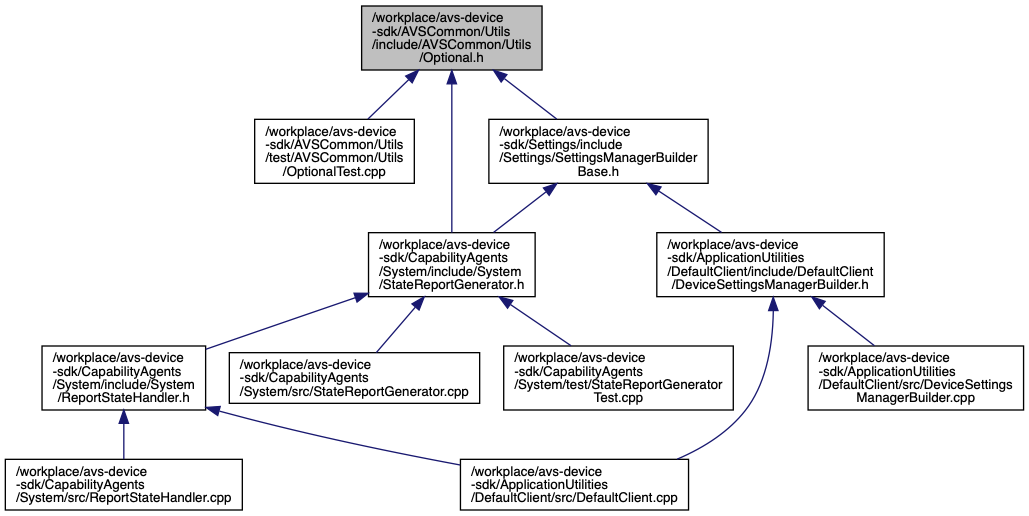 /workplace/avs-device
-sdk/AVSCommon/Utils
/include/AVSCommon/Utils
/Optional.h
/workplace/avs-device
-sdk/AVSCommon/Utils
/test/AVSCommon/Utils
/OptionalTest.cpp
/workplace/avs-device
-sdk/Settings/include
/Settings/SettingsManagerBuilder
Base.h
/workplace/avs-device
-sdk/CapabilityAgents
/System/include/System
/StateReportGenerator.h
/workplace/avs-device
-sdk/ApplicationUtilities
/DefaultClient/include/DefaultClient
/DeviceSettingsManagerBuilder.h
/workplace/avs-device
-sdk/CapabilityAgents
/System/include/System
/ReportStateHandler.h
/workplace/avs-device
-sdk/CapabilityAgents
/System/src/StateReportGenerator.cpp
/workplace/avs-device
-sdk/CapabilityAgents
/System/test/StateReportGenerator
Test.cpp
/workplace/avs-device
-sdk/ApplicationUtilities
/DefaultClient/src/DeviceSettings
ManagerBuilder.cpp
/workplace/avs-device
-sdk/CapabilityAgents
/System/src/ReportStateHandler.cpp
/workplace/avs-device
-sdk/ApplicationUtilities
/DefaultClient/src/DefaultClient.cpp